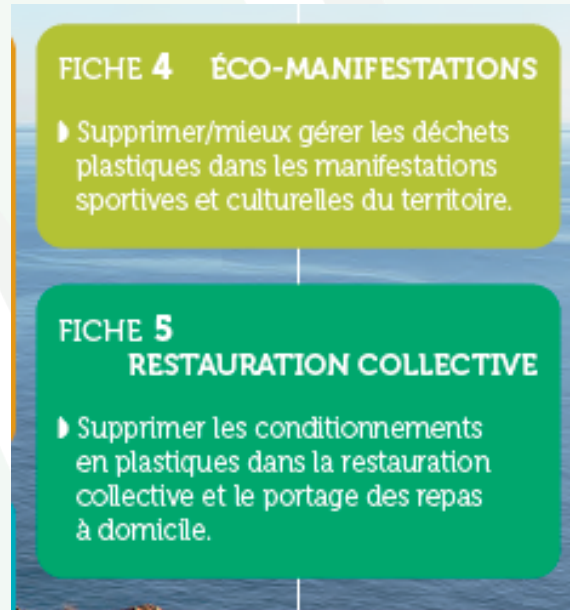 FICHE 4 ÉCO-MANIFESTATIONS
◗ Supprimer/mieux gérer les déchets
plastiques dans les manifestations
sportives et culturelles du territoire.
FICHE 5
RESTAURATION COLLECTIVE
◗ Supprimer les conditionnements
en plastiques dans la restauration
collective et le portage des repas
à domicile.